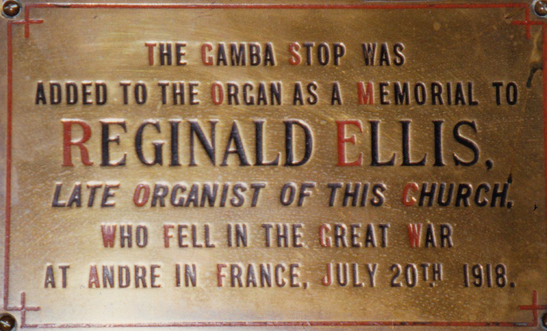 THE GAMBA STOP WAS
ADDED TO THE ORGAN AS A MEMORIAL TO
REGINALD ELLIS,
LATE ORGANIST OF THIS CHURCH.
WHO FELL IN THE GREAT WAR
AT ANDRE IN FRANCE, JULY 20TH 1918.